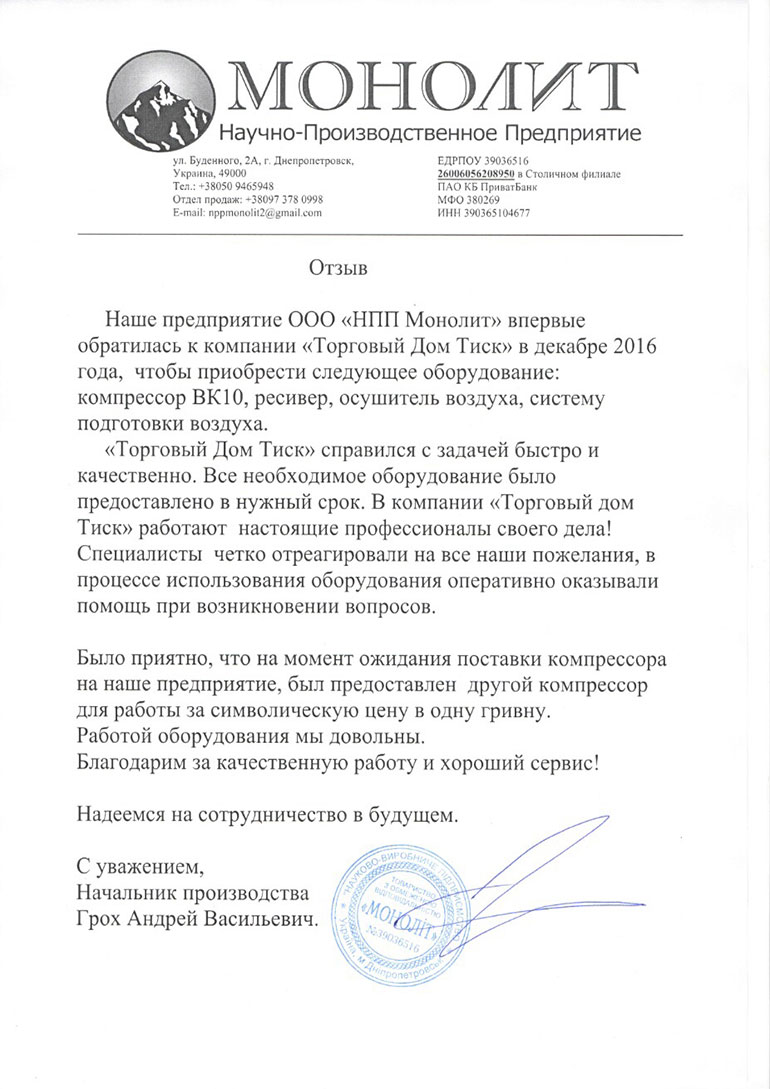 МОНОЛИТ
Научно-Производственное Предприятие
ул. Буденного, 2А, г. Днепропетровск,
Украина, 49000
Тел.: +38050 9465948
Отдел продаж: +38097 378 0998
E-mail: nppmonolit2@gmail.com
ЕДРПОУ 39036516
26006056208950 в Столичном филиале
ПАО КБ ПриватБанк
МФО 380269
ИНН 390365104677
Отзыв
Наше предприятие ООО «НПП Монолит» впервые
обратилась к компании «Торговый Дом Тиск» в декабре 2016
года, чтобы приобрести следующее оборудование:
компрессор ВК10, ресивер, осушитель воздуха, систему
подготовки воздуха.
«Торговый Дом Тиск» справился с задачей быстро и
качественно. Все необходимое оборудование было
предоставлено в нужный срок. В компании «Торговый дом
Тиск» работают настоящие профессионалы своего дела!
Специалисты четко отреагировали на все наши пожелания, в
процессе использования оборудования оперативно оказывали
помощь при возникновении вопросов.
Было приятно, что на момент ожидания поставки компрессора
на наше предприятие, был предоставлен другой компрессор
для работы за символическую цену в одну гривну.
Работой оборудования мы довольны.
Благодарим за качественную работу и хороший сервис!
Надеемся на сотрудничество в будущем.
С уважением,
Начальник производства
Грох Андрей Васильевич.
НАУКОВО-ВИРОБНИЧЕ ПІДПРИЄМСТВО
ТОВАРИСТВО
З ОБМЕЖЕНОЮ
ВІДПОВІДАЛЬНІСТЮ
«МОНОЛІТ»
№39036516
Україна, м.Дніпропетровськ